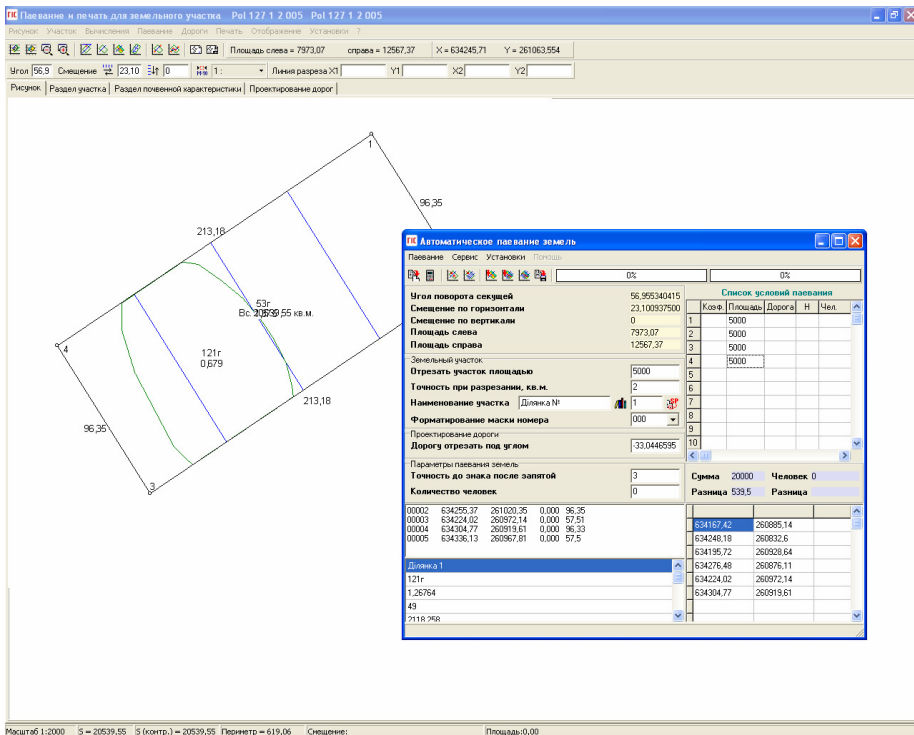 ГІС Паевание и печать для земельного участка Pol 127 1 2 005 Pol 127 1 2 005
Рисунок Участок Вычисления Паевание Дороги Печать Отображение Установки ?
Площадь слева = 7973,07 справа = 12567,37 X = 634245,71 Y = 261063,554
Угол 56,9 Смещение 23,10 0 1 : Линия разреза X1 Y1 X2 Y2
Рисунок Раздел участка Раздел почвенной характеристики Проектирование дорог
1
96,35
213,18
53г
4
121г
0,679
213,18
96,35
3
ГІС Автоматическое паевание земель
Паевание Сервис Установки Помощь
0% 0%
Угол поворота секущей 56,955340415
Смещение по горизонтали 23,100937500
Смещение по вертикали 0
Площадь слева 7973,07
Площадь справа 12567,37
Земельный участок
Отрезать участок площадью 5000
Точность при разрезании, кв.м. 2
Наименование участка Ділянка № 1
Форматирование маски номера 000
Проектирование дороги
Дорогу отрезать под углом -33,0446595
Параметры паевания земель
Точность до знака после запятой 3
Количество человек 0
Список условий паевания
Коэф. Площадь Дорога Н Чел.
1 5000
2 5000
3 5000
4 5000
5
6
7
8
9
10
Сумма 20000 Человек 0
Разница 539,5 Разница
00002 634255,37 261020,35 0,000 96,35
00003 634224,02 260972,14 0,000 57,51
00004 634304,77 260919,61 0,000 96,33
00005 634336,13 260967,81 0,000 57,5
Ділянка 1
121г
1,26764
49
2118,258
634167,42 260885,14
634248,18 260832,6
634195,72 260928,64
634276,48 260876,11
634224,02 260972,14
634304,77 260919,61
Масштаб 1:2000 S = 20539,55 S (контр.) = 20539,55 Периметр = 619,06 Смещение: Площадь:0,00